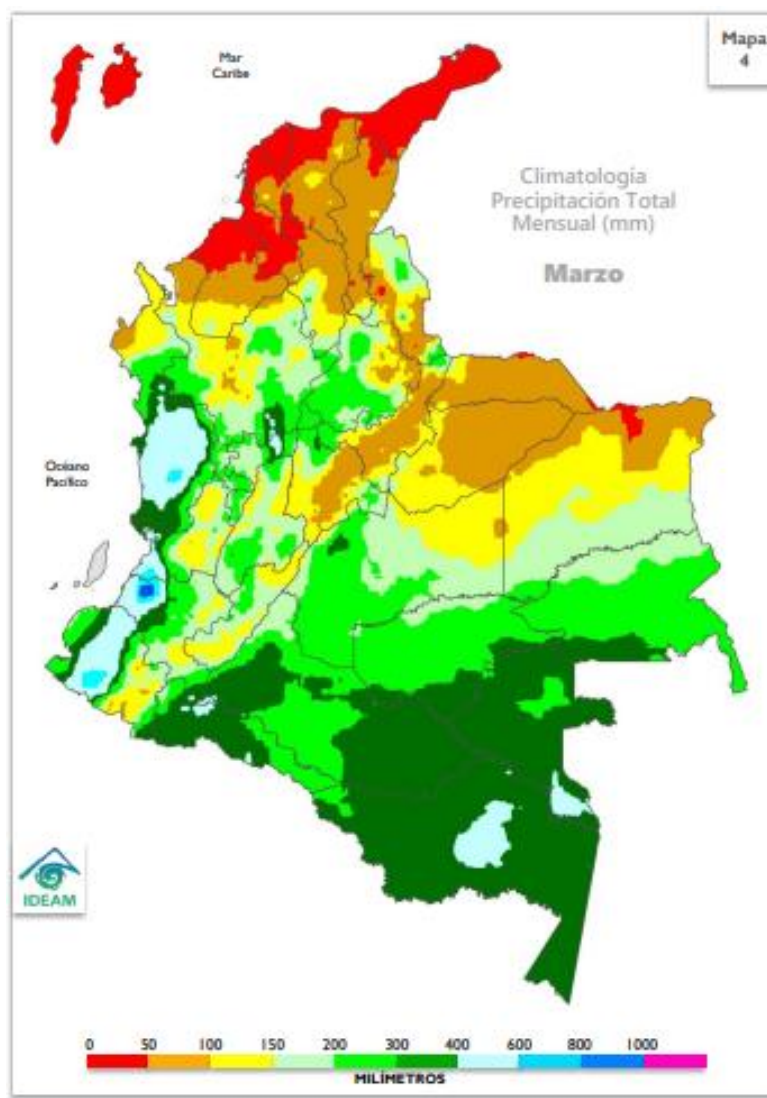 Mapa
4
Mar
Caribe
Climatología
Precipitación Total
Mensual (mm)
Marzo
Océano
Pacífico
IDEAM
0 50 100 150 200 300 400 600 800 1000
MILÍMETROS